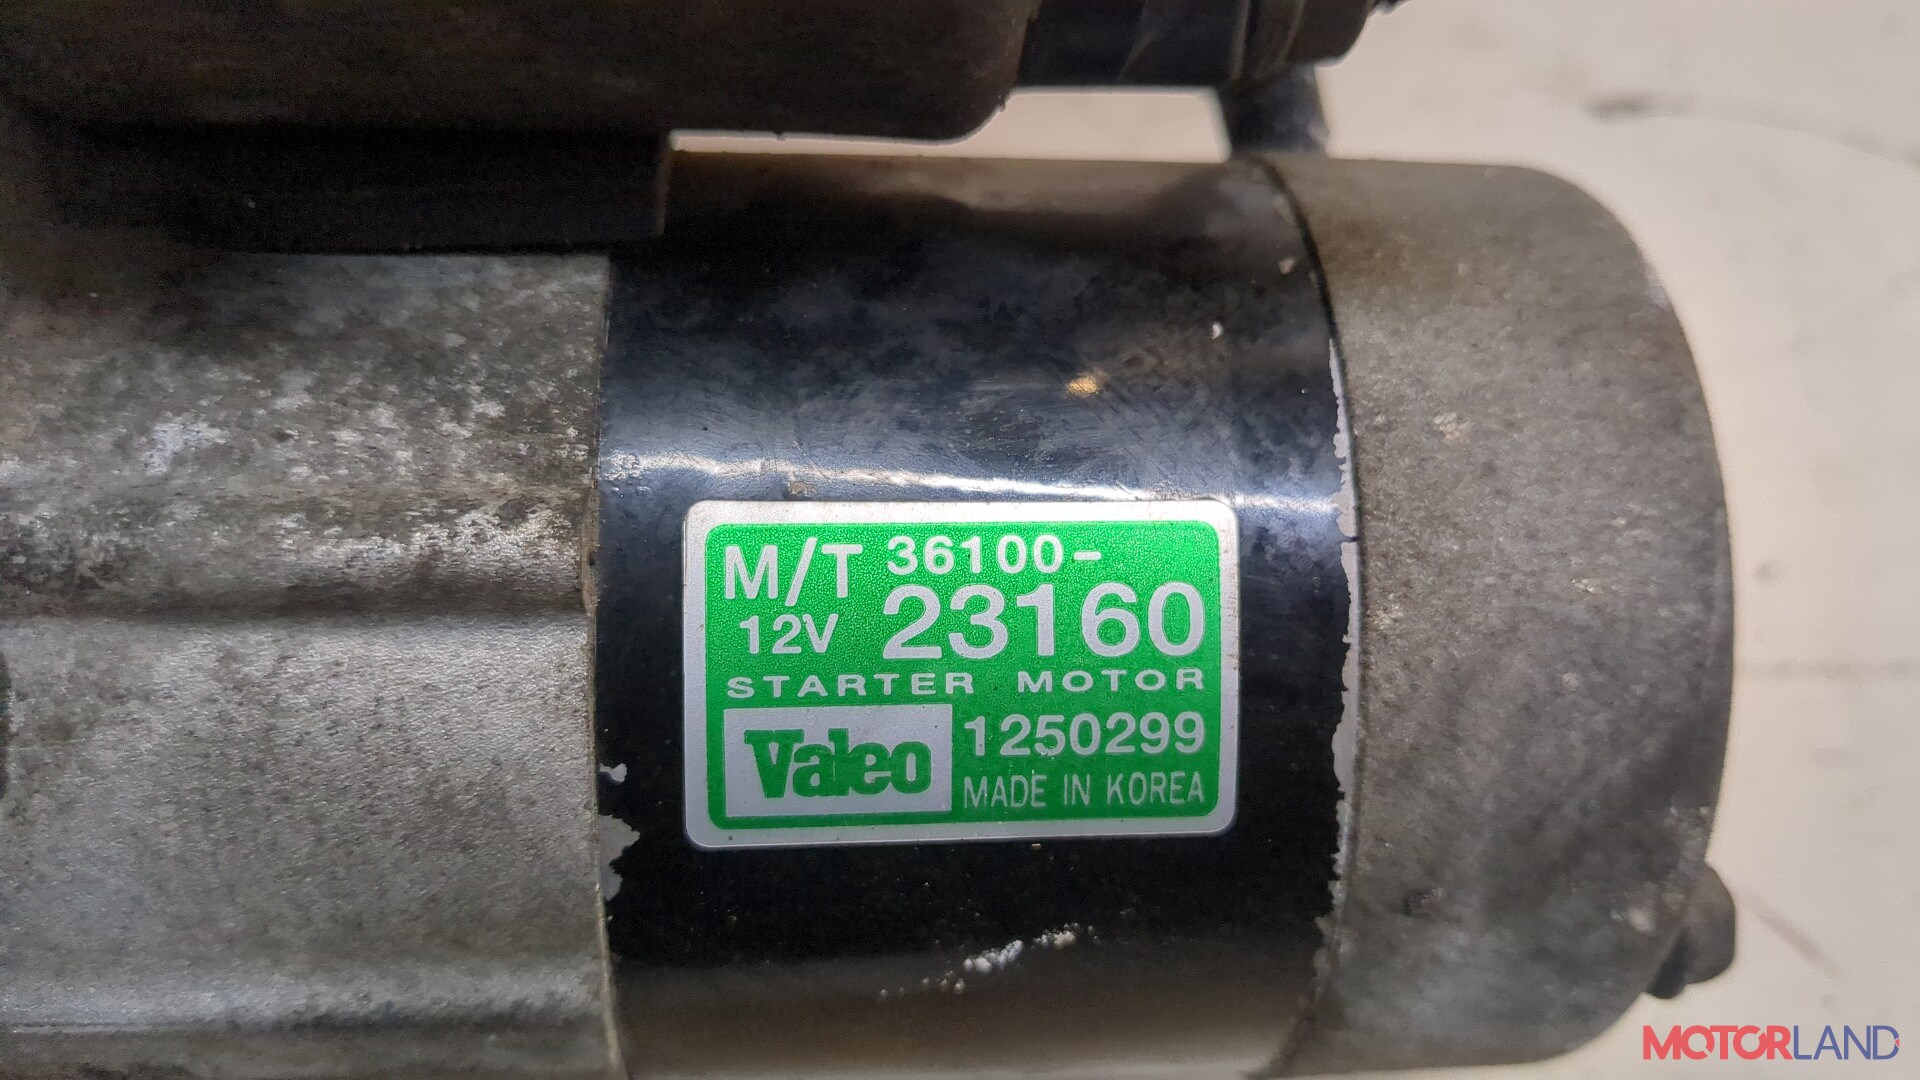 M/T 36100-
12V 23160
STARTER MOTOR
Valeo 1250299
MADE IN KOREA
MOTORLAND